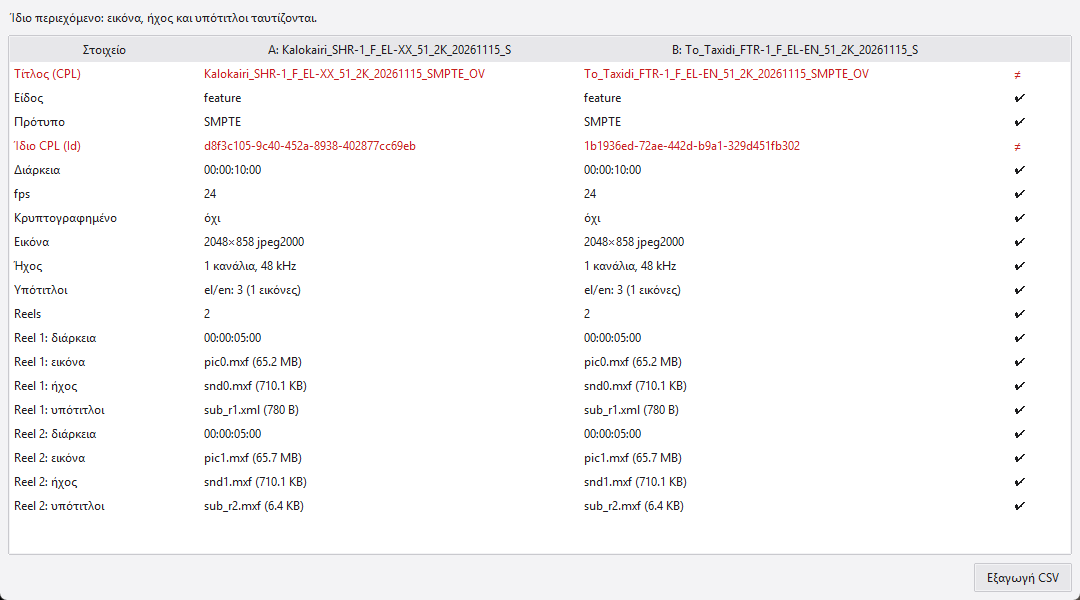 Ίδιο περιεχόμενο: εικόνα, ήχος και υπότιτλοι ταυτίζονται.
Στοιχείο A: Kalokairi_SHR-1_F_EL-XX_51_2K_20261115_S B: To_Taxidi_FTR-1_F_EL-EN_51_2K_20261115_S
Τίτλος (CPL) Kalokairi_SHR-1_F_EL-XX_51_2K_20261115_SMPTE_OV To_Taxidi_FTR-1_F_EL-EN_51_2K_20261115_SMPTE_OV ≠
Είδος feature feature ✔
Πρότυπο SMPTE SMPTE ✔
Ίδιο CPL (Id) d8f3c105-9c40-452a-8938-402877cc69eb 1b1936ed-72ae-442d-b9a1-329d451fb302 ≠
Διάρκεια 00:00:10:00 00:00:10:00 ✔
fps 24 24 ✔
Κρυπτογραφημένο όχι όχι ✔
Εικόνα 2048×858 jpeg2000 2048×858 jpeg2000 ✔
Ήχος 1 κανάλια, 48 kHz 1 κανάλια, 48 kHz ✔
Υπότιτλοι el/en: 3 (1 εικόνες) el/en: 3 (1 εικόνες) ✔
Reels 2 2 ✔
Reel 1: διάρκεια 00:00:05:00 00:00:05:00 ✔
Reel 1: εικόνα pic0.mxf (65.2 MB) pic0.mxf (65.2 MB) ✔
Reel 1: ήχος snd0.mxf (710.1 KB) snd0.mxf (710.1 KB) ✔
Reel 1: υπότιτλοι sub_r1.xml (780 B) sub_r1.xml (780 B) ✔
Reel 2: διάρκεια 00:00:05:00 00:00:05:00 ✔
Reel 2: εικόνα pic1.mxf (65.7 MB) pic1.mxf (65.7 MB) ✔
Reel 2: ήχος snd1.mxf (710.1 KB) snd1.mxf (710.1 KB) ✔
Reel 2: υπότιτλοι sub_r2.mxf (6.4 KB) sub_r2.mxf (6.4 KB) ✔
Εξαγωγή CSV